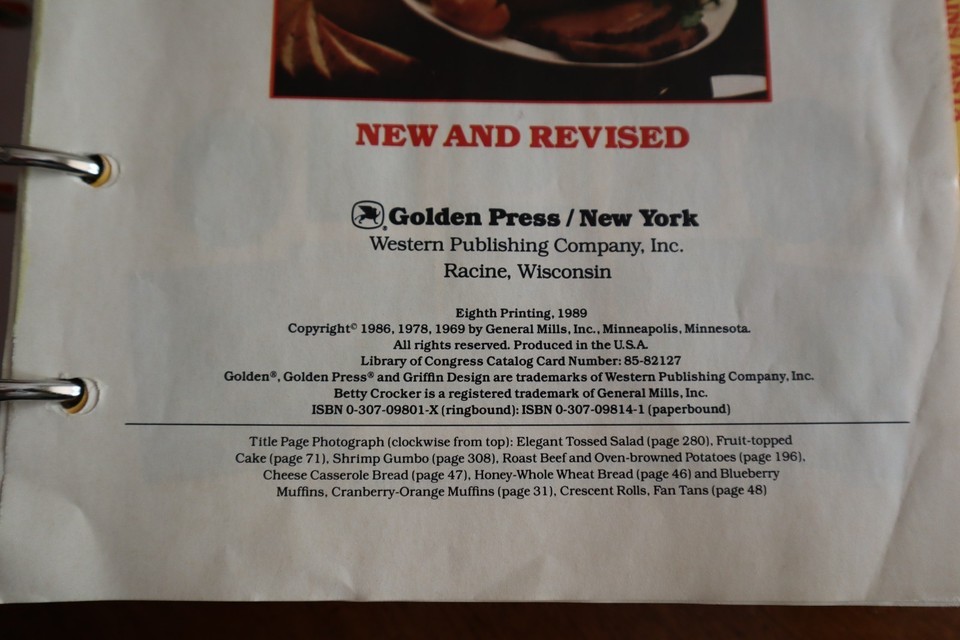 NEW AND REVISED
Golden Press / New York
Western Publishing Company, Inc.
Racine, Wisconsin
Eighth Printing, 1989
Copyright© 1986, 1978, 1969 by General Mills, Inc., Minneapolis, Minnesota.
All rights reserved. Produced in the U.S.A.
Library of Congress Catalog Card Number: 85-82127
Golden®, Golden Press® and Griffin Design are trademarks of Western Publishing Company, Inc.
Betty Crocker is a registered trademark of General Mills, Inc.
ISBN 0-307-09801-X (ringbound): ISBN 0-307-09814-1 (paperbound)
Title Page Photograph (clockwise from top): Elegant Tossed Salad (page 280), Fruit-topped
Cake (page 71), Shrimp Gumbo (page 308), Roast Beef and Oven-browned Potatoes (page 196),
Cheese Casserole Bread (page 47), Honey-Whole Wheat Bread (page 46) and Blueberry
Muffins, Cranberry-Orange Muffins (page 31), Crescent Rolls, Fan Tans (page 48)